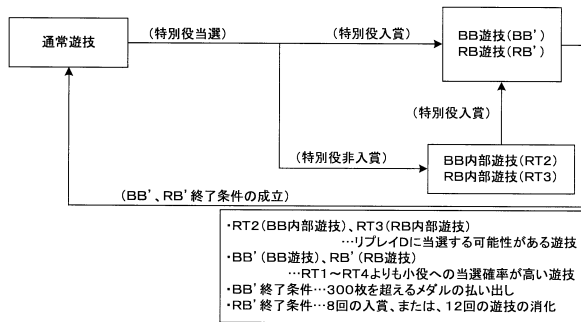 通常遊技
(特別役当選)
(特別役入賞)
BB遊技(BB')
RB遊技(RB')
(特別役入賞)
(特別役非入賞)
BB内部遊技(RT2)
RB内部遊技(RT3)
(BB'、RB'終了条件の成立)
・RT2(BB内部遊技)、RT3(RB内部遊技)
…リプレイDに当選する可能性がある遊技
・BB'(BB遊技)、RB'(RB遊技)
…RT1～RT4よりも小役への当選確率が高い遊技
・BB'終了条件…300枚を超えるメダルの払い出し
・RB'終了条件…8回の入賞、または、12回の遊技の消化